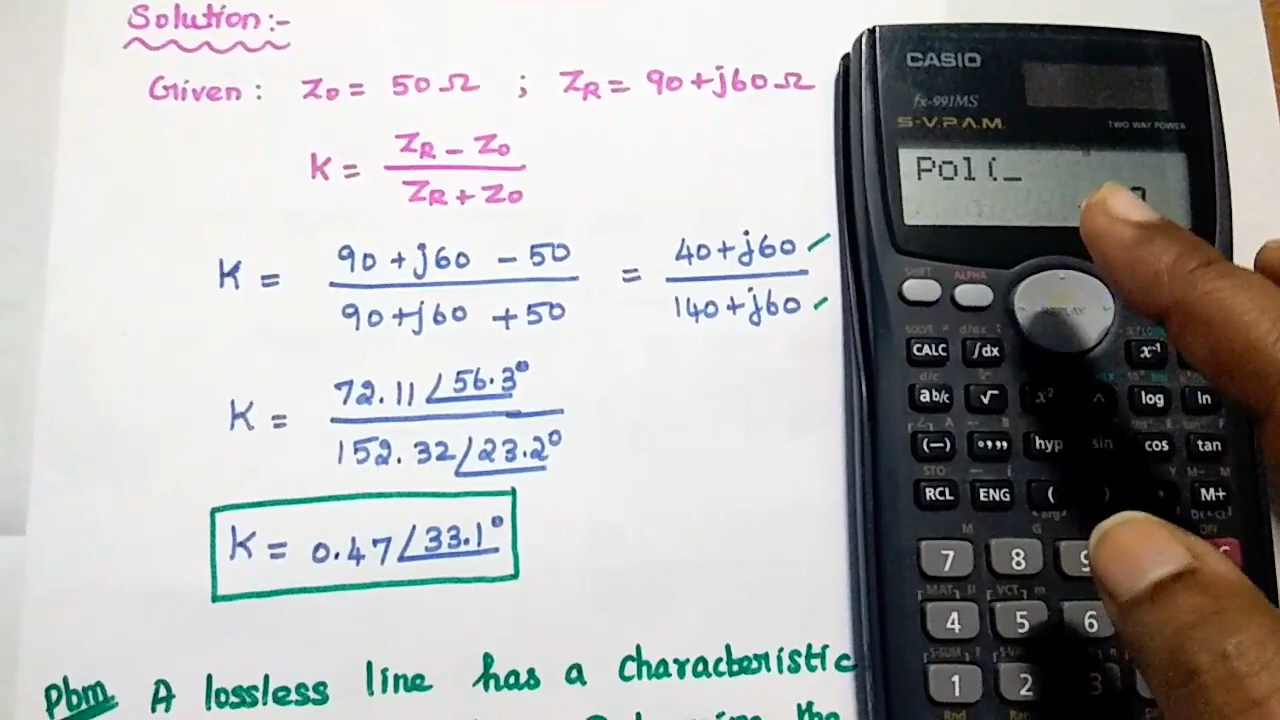 Solution:-
Given: Z0 = 50Ω ; ZR = 90+j60Ω
K = ZR - Z0 / ZR + Z0
K = 90+j60 - 50 / 90+j60 + 50 = 40+j60 / 140+j60
K = 72.11∠56.3° / 152.32∠23.2°
K = 0.47∠33.1°
Pbm A lossless line has a characteristic
CASIO
fx-991MS
S-V.P.A.M.
TWO WAY POWER
Pol(
SHIFT ALPHA
CALC ∫dx x⁻¹
ab/c √ x² ^ log ln
(−) °,,, hyp sin cos tan
STO
RCL ENG ( ) M+
OFF
7 8 9
4 5 6
1 2 3